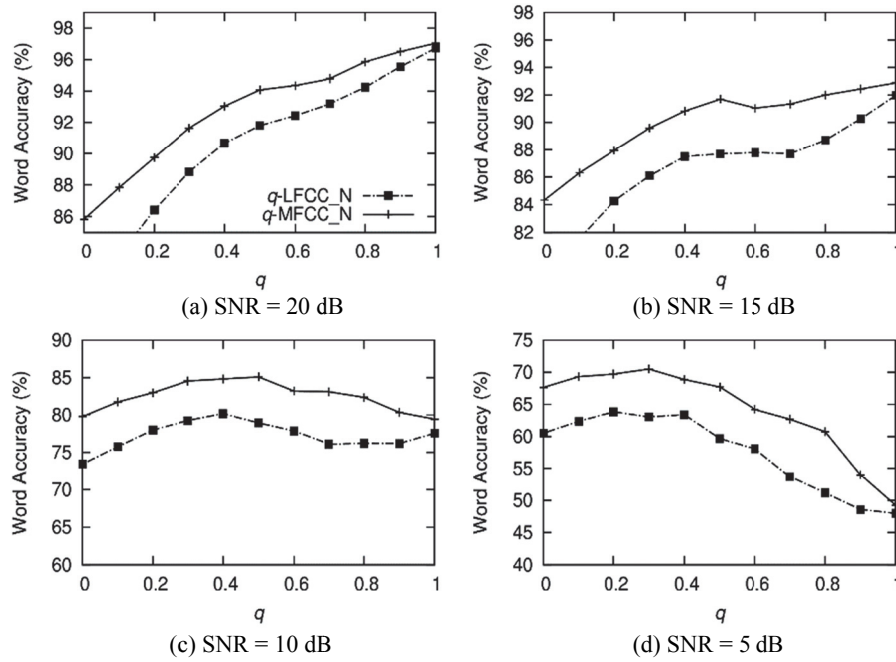 Word Accuracy (%)
98
96
94
92
90
88
86
0 0.2 0.4 0.6 0.8 1
q
q-LFCC_N
q-MFCC_N
(a) SNR = 20 dB
Word Accuracy (%)
98
96
94
92
90
88
86
84
82
0 0.2 0.4 0.6 0.8 1
q
(b) SNR = 15 dB
Word Accuracy (%)
90
85
80
75
70
65
60
0 0.2 0.4 0.6 0.8 1
q
(c) SNR = 10 dB
Word Accuracy (%)
75
70
65
60
55
50
45
40
0 0.2 0.4 0.6 0.8 1
q
(d) SNR = 5 dB